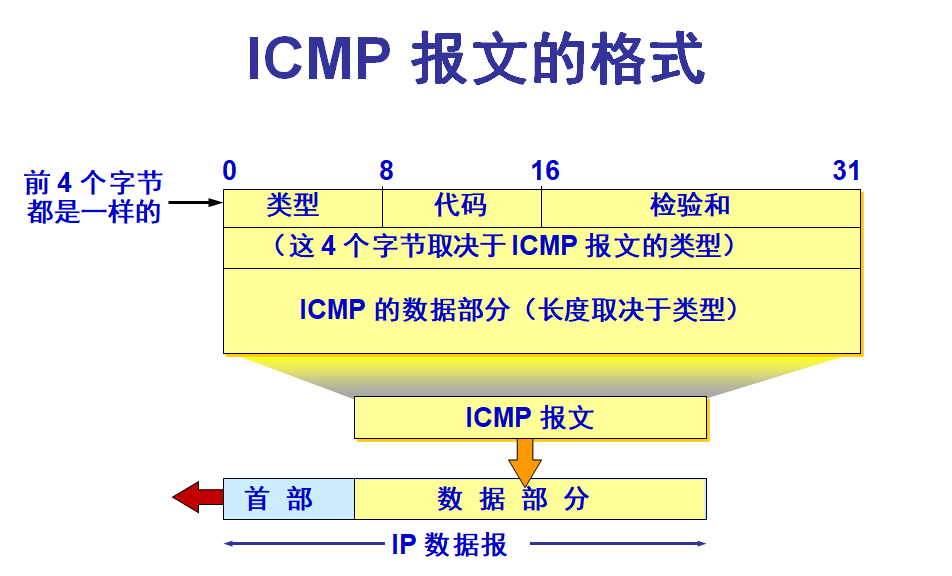 ICMP 报文的格式
0 8 16 31
前 4 个字节
都是一样的
类型 代码 检验和
（这 4 个字节取决于 ICMP 报文的类型）
ICMP 的数据部分（长度取决于类型）
ICMP 报文
首 部 数 据 部 分
IP 数据报